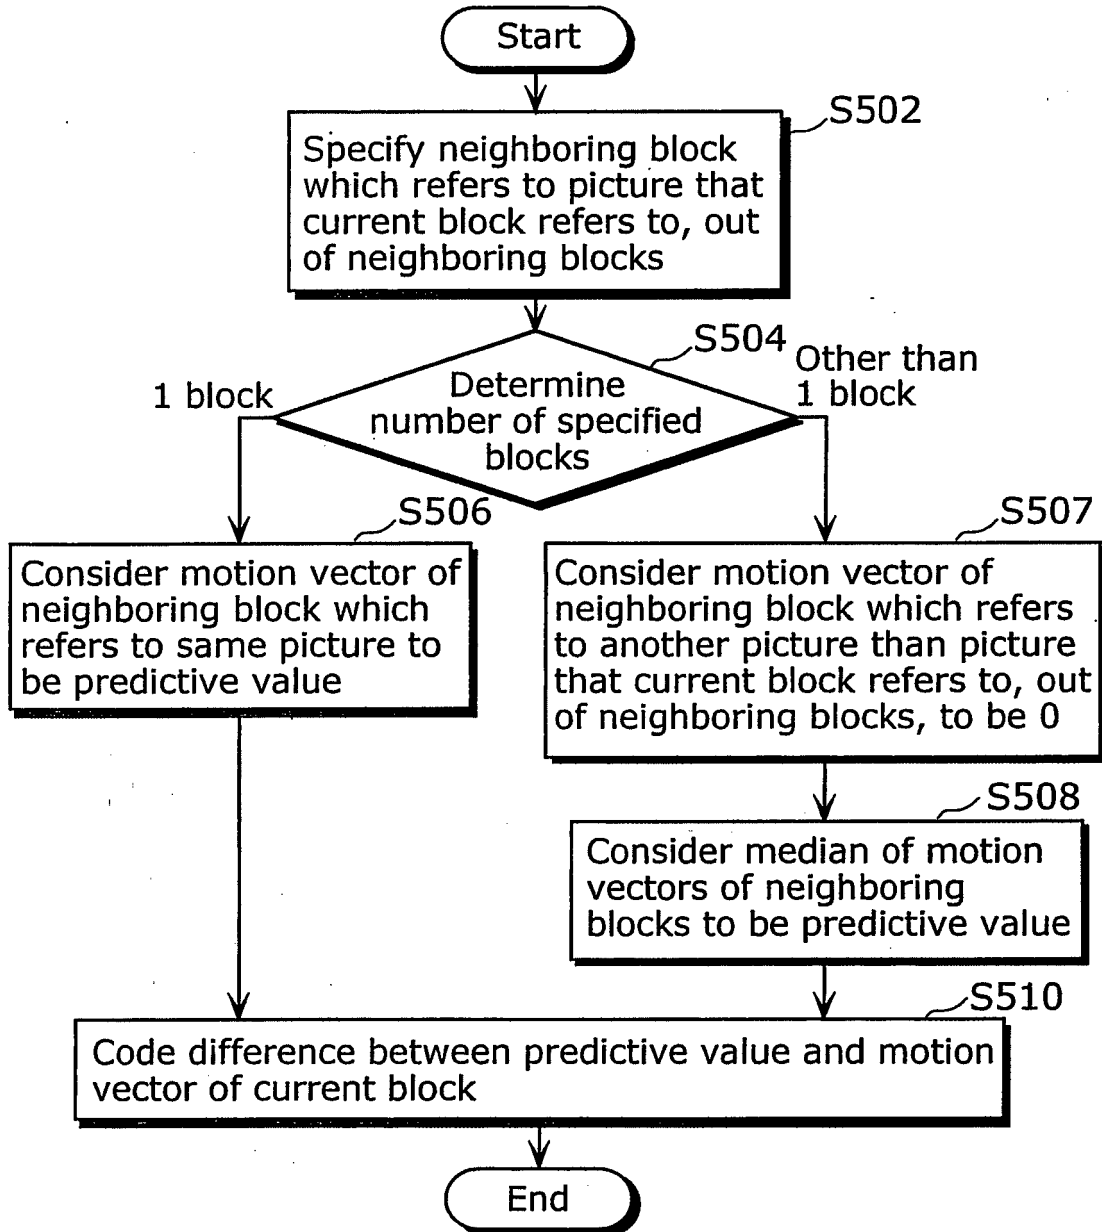 Start
S502
Specify neighboring block
which refers to picture that
current block refers to, out
of neighboring blocks
S504
1 block
Other than
1 block
Determine
number of specified
blocks
S506
Consider motion vector of
neighboring block which
refers to same picture to
be predictive value
S507
Consider motion vector of
neighboring block which refers
to another picture than picture
that current block refers to, out
of neighboring blocks, to be 0
S508
Consider median of motion
vectors of neighboring
blocks to be predictive value
S510
Code difference between predictive value and motion
vector of current block
End